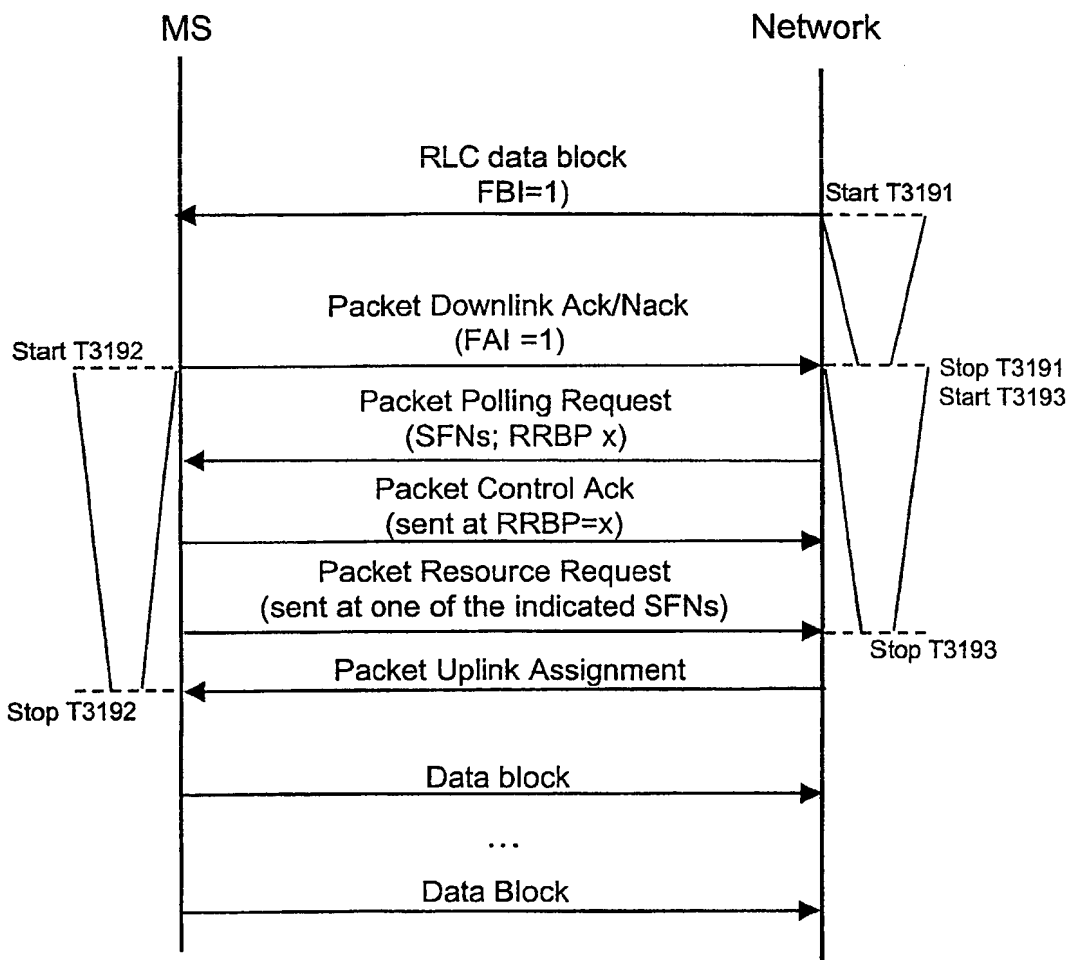 MS
Network
RLC data block
FBI=1)
Start T3191
Packet Downlink Ack/Nack
(FAI =1)
Start T3192
Stop T3191
Start T3193
Packet Polling Request
(SFNs; RRBP x)
Packet Control Ack
(sent at RRBP=x)
Packet Resource Request
(sent at one of the indicated SFNs)
Stop T3193
Packet Uplink Assignment
Stop T3192
Data block
...
Data Block